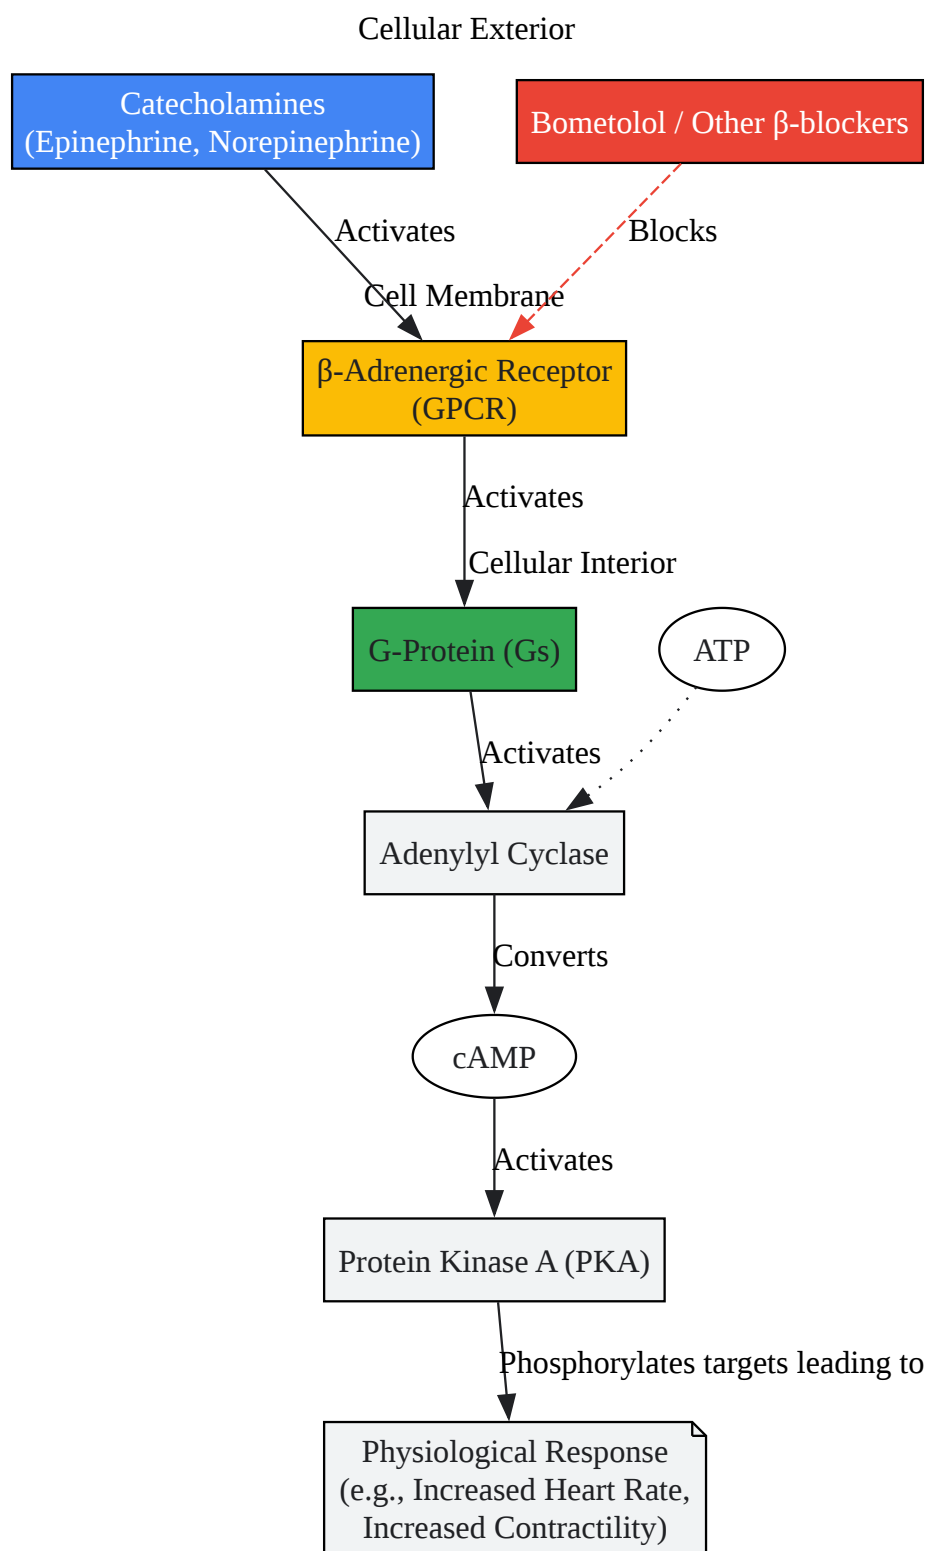 Cellular Exterior
Catecholamines
(Epinephrine, Norepinephrine)
Bometolol / Other β-blockers
Activates
Blocks
Cell Membrane
β-Adrenergic Receptor
(GPCR)
Activates
Cellular Interior
G-Protein (Gs)
ATP
Activates
Adenylyl Cyclase
Converts
cAMP
Activates
Protein Kinase A (PKA)
Phosphorylates targets leading to
Physiological Response
(e.g., Increased Heart Rate,
Increased Contractility)